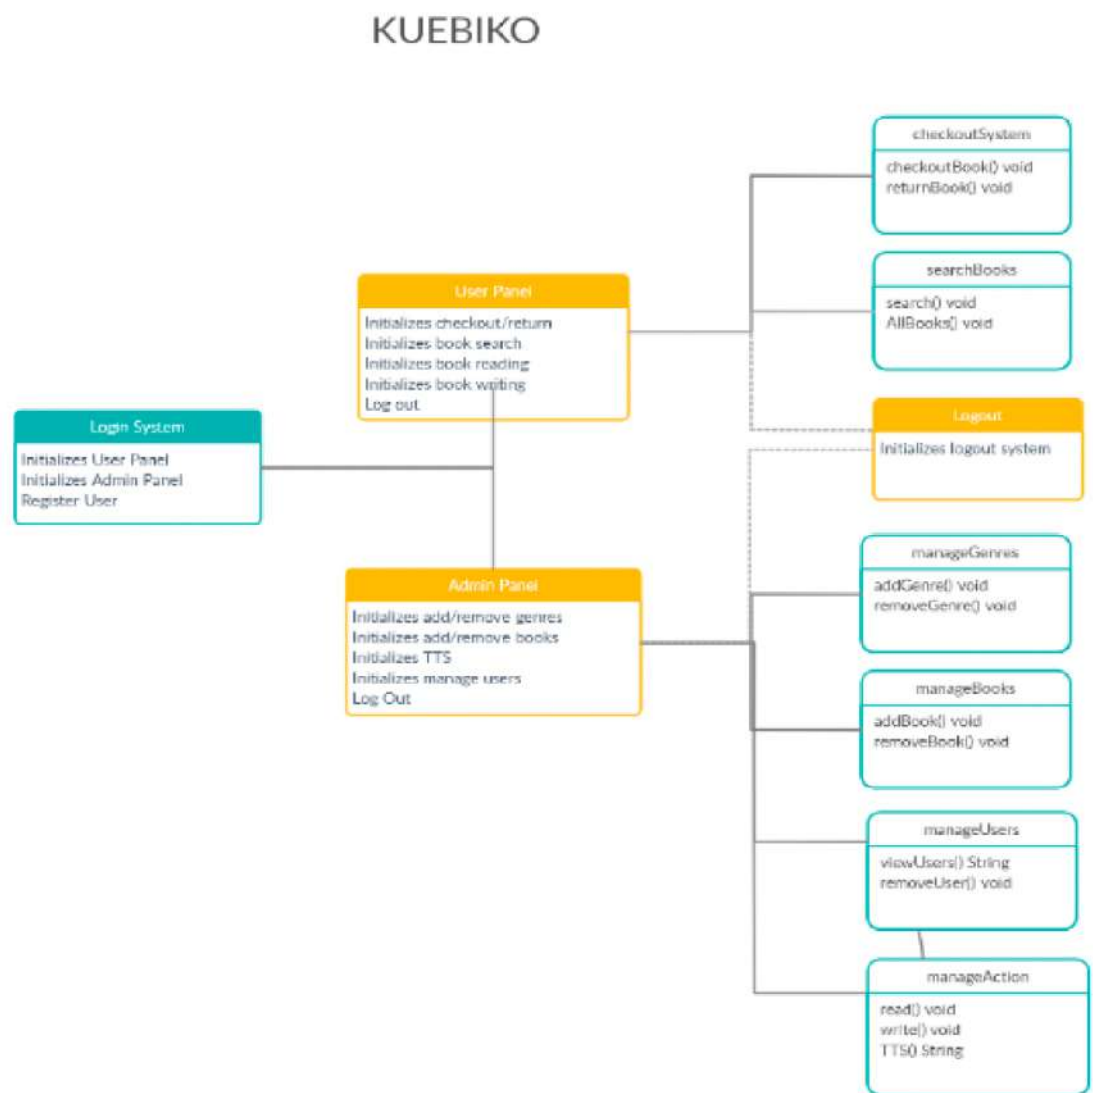 KUEBIKO
checkoutSystem
checkoutBook() void
returnBook() void
searchBooks
search() void
AllBooks() void
User Panel
Initializes checkout/return
Initializes book search
Initializes book reading
Initializes book writing
Log out
Logout
Initializes logout system
Login System
Initializes User Panel
Initializes Admin Panel
Register User
manageGenres
addGenre() void
removeGenre() void
Admin Panel
Initializes add/remove genres
Initializes add/remove books
Initializes TTS
Initializes manage users
Log Out
manageBooks
addBook() void
removeBook() void
manageUsers
viewUsers() String
removeUser() void
manageAction
read() void
write() void
TTS() String